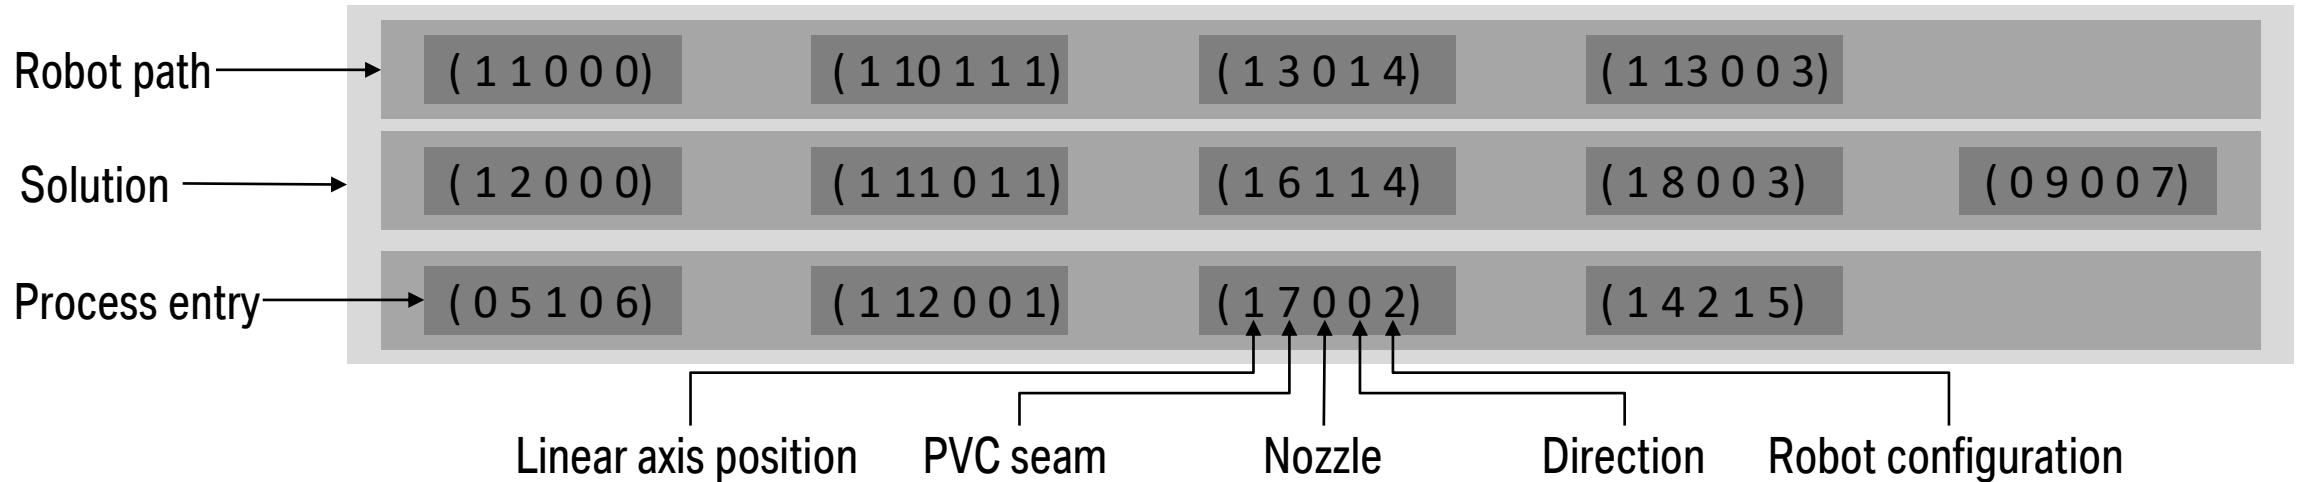 Robot path ( 1 1 0 0 0) ( 1 10 1 1 1) ( 1 3 0 1 4) ( 1 13 0 0 3)
Solution ( 1 2 0 0 0) ( 1 11 0 1 1) ( 1 6 1 1 4) ( 1 8 0 0 3) ( 0 9 0 0 7)
Process entry ( 0 5 1 0 6) ( 1 12 0 0 1) ( 1 7 0 0 2) ( 1 4 2 1 5)
Linear axis position PVC seam Nozzle Direction Robot configuration